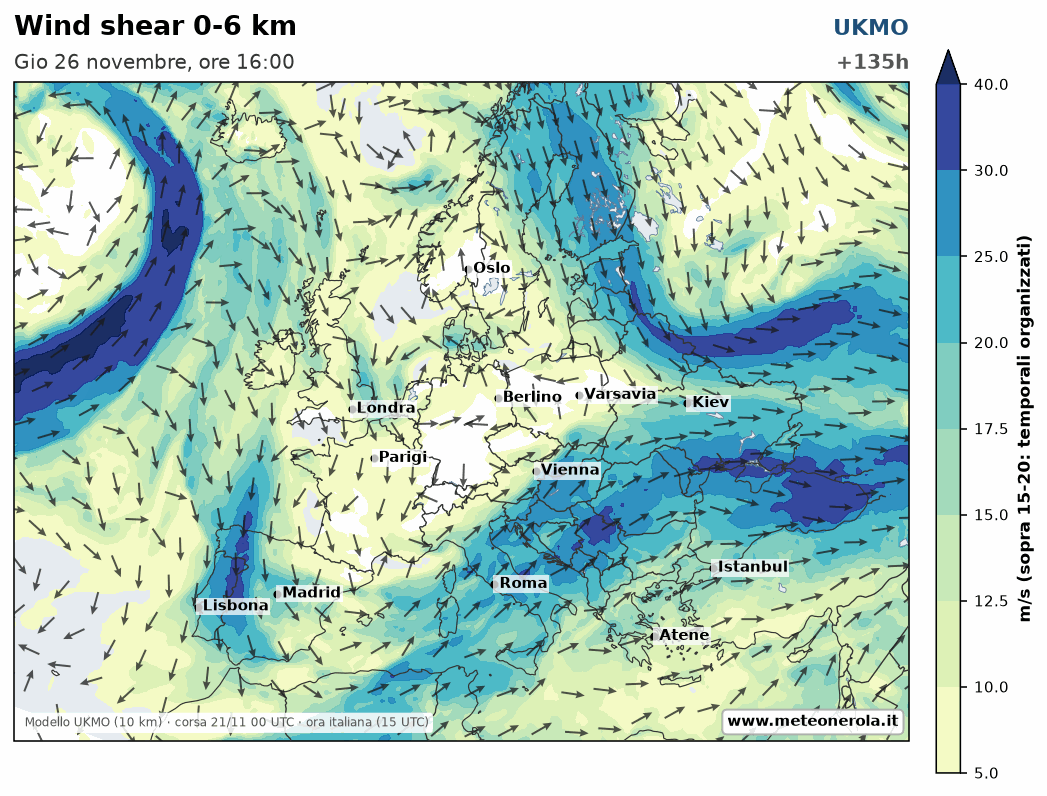 Wind shear 0-6 km
UKMO
Gio 26 novembre, ore 16:00
+135h
40.0
30.0
25.0
20.0
17.5
15.0
12.5
10.0
5.0
m/s (sopra 15-20: temporali organizzati)
Oslo
Berlino
Varsavia
Kiev
Londra
Parigi
Vienna
Istanbul
Roma
Madrid
Lisbona
Atene
Modello UKMO (10 km) · corsa 21/11 00 UTC · ora italiana (15 UTC)
www.meteonerola.it